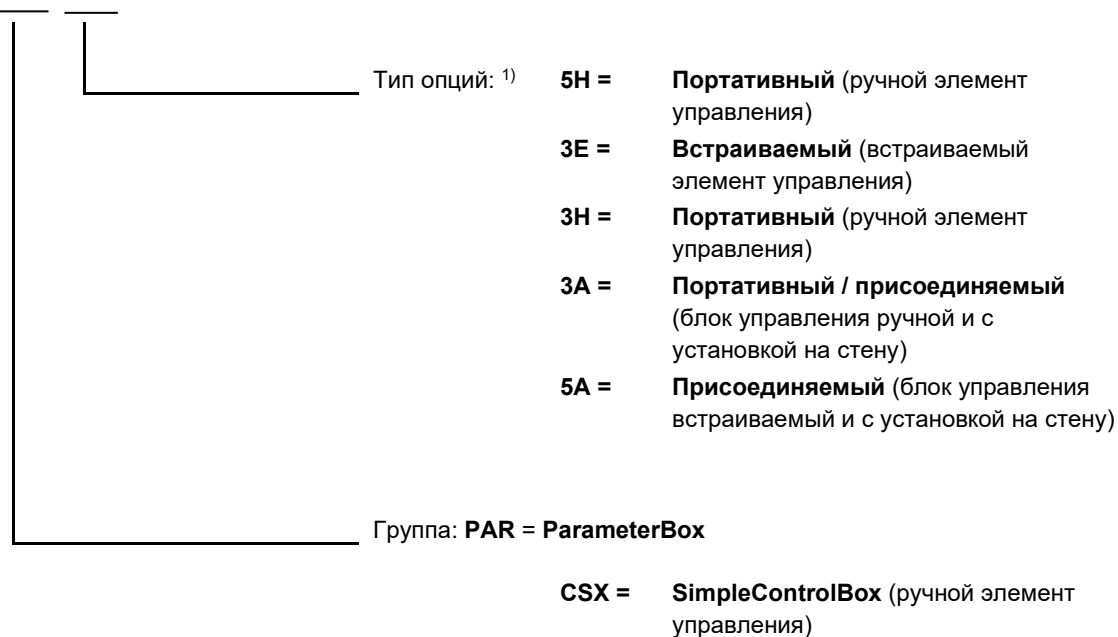 Тип опций: 1) 5H = Портативный (ручной элемент
управления)
3E = Встраиваемый (встраиваемый
элемент управления)
3H = Портативный (ручной элемент
управления)
3A = Портативный / присоединяемый
(блок управления ручной и с
установкой на стену)
5A = Присоединяемый (блок управления
встраиваемый и с установкой на стену)
Группа: PAR = ParameterBox
CSX = SimpleControlBox (ручной элемент
управления)